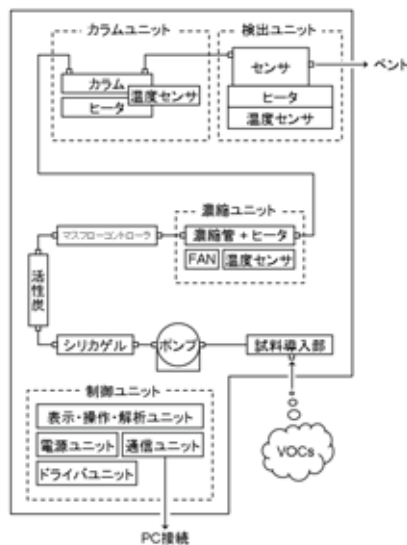 カラムユニット
検出ユニット
カラム
温度センサ
ヒータ
センサ
ベント
ヒータ
温度センサ
濃縮ユニット
マスフローコントローラ
濃縮管 + ヒータ
FAN
温度センサ
活性炭
シリカゲル
ポンプ
試料導入部
制御ユニット
表示・操作・解析ユニット
電源ユニット
通信ユニット
ドライバユニット
VOCs
PC接続